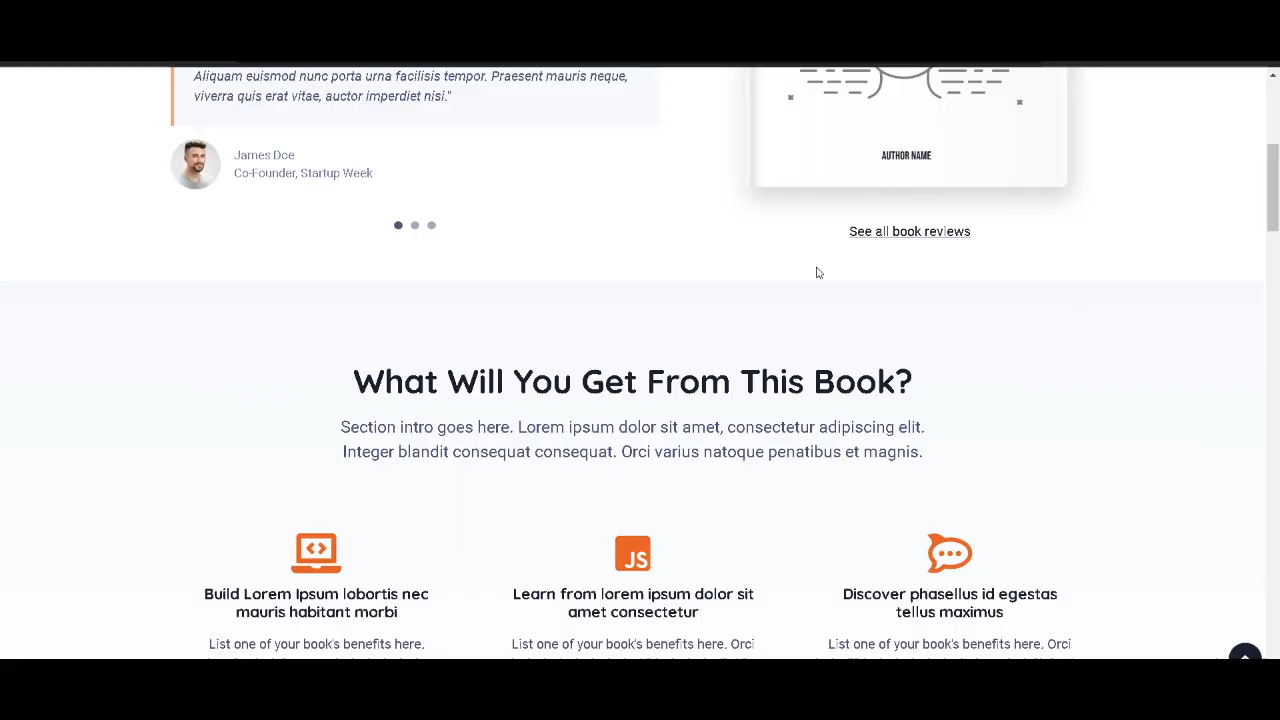 Aliquam euismod nunc porta urna facilisis tempor. Praesent mauris neque,
viverra quis erat vitae, auctor imperdiet nisi."
James Doe
Co-Founder, Startup Week
AUTHOR NAME
See all book reviews
What Will You Get From This Book?
Section intro goes here. Lorem ipsum dolor sit amet, consectetur adipiscing elit.
Integer blandit consequat consequat. Orci varius natoque penatibus et magnis.
JS
Build Lorem Ipsum lobortis nec
mauris habitant morbi
List one of your book's benefits here.
Learn from lorem ipsum dolor sit
amet consectetur
List one of your book's benefits here. Orci
Discover phasellus id egestas
tellus maximus
List one of your book's benefits here. Orci